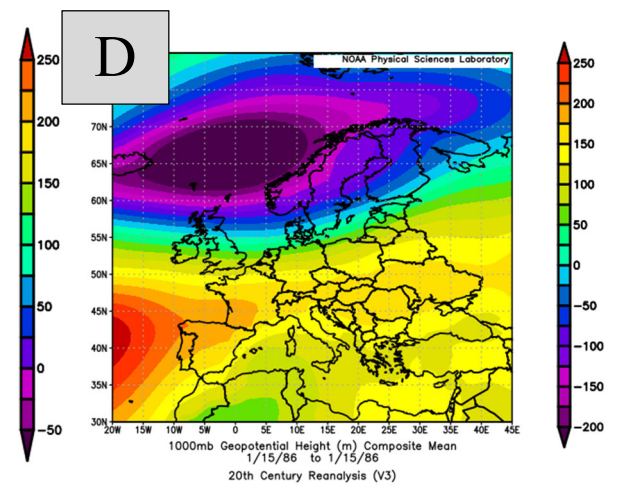 D
NOAA Physical Sciences Laboratory
250
200
150
100
50
0
−50
70N
65N
60N
55N
50N
45N
40N
35N
30N
20W 15W 10W 5W 0 5E 10E 15E 20E 25E 30E 35E 40E 45E
250
200
150
100
50
0
−50
−100
−150
−200
1000mb Geopotential Height (m) Composite Mean
1/15/86 to 1/15/86
20th Century Reanalysis (V3)